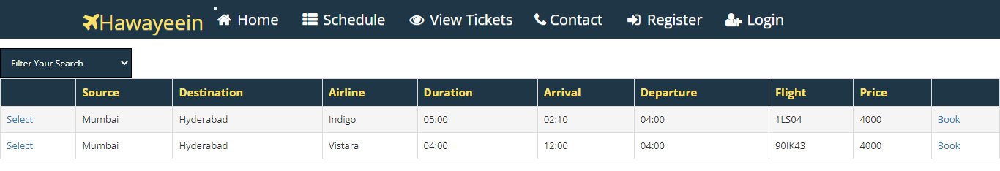 Hawayeein Home Schedule View Tickets Contact Register Login
Filter Your Search
Source Destination Airline Duration Arrival Departure Flight Price
Select Mumbai Hyderabad Indigo 05:00 02:10 04:00 1LS04 4000 Book
Select Mumbai Hyderabad Vistara 04:00 12:00 04:00 90IK43 4000 Book